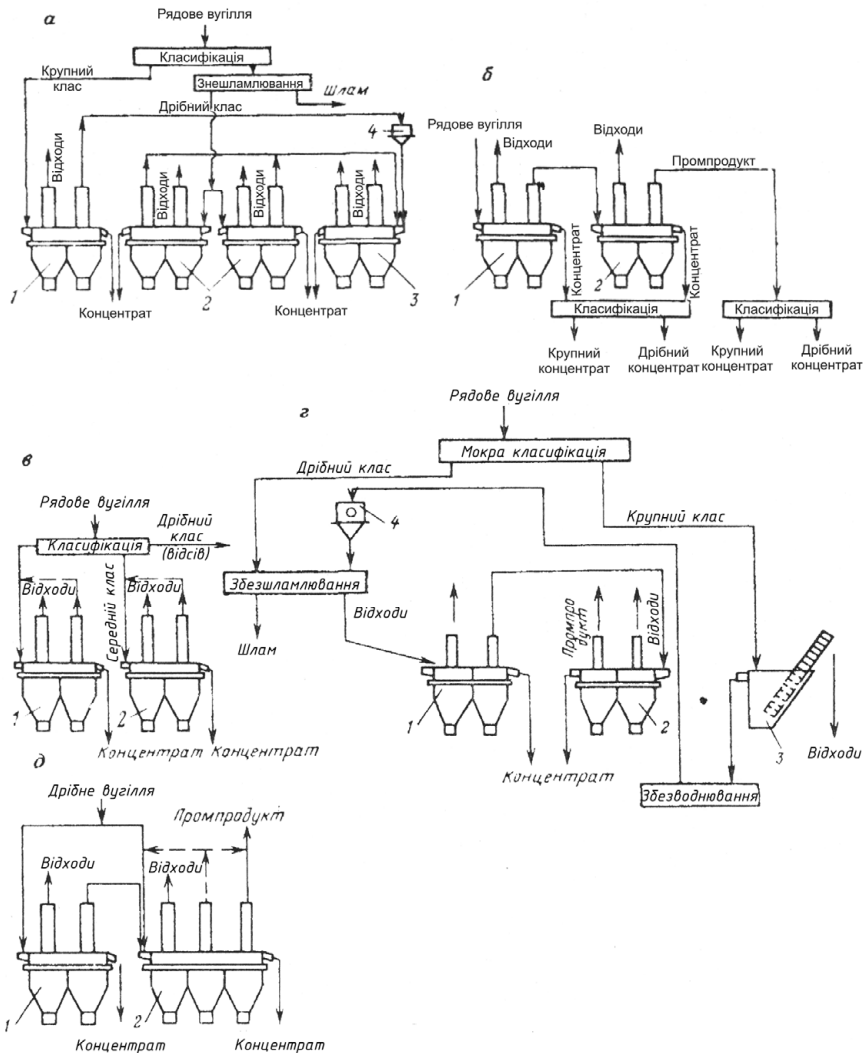 а
Рядове вугілля
Класифікація
Крупний
клас
Знешламлювання
Шлам
Дрібний клас
4
Відходи
Відходи
Відходи
Відходи
1
2
3
Концентрат
Концентрат
б
Рядове вугілля
Відходи
Відходи
Промпродукт
1
2
Концентрат
Концентрат
Класифікація
Класифікація
Крупний
концентрат
Дрібний
концентрат
Крупний
концентрат
Дрібний
концентрат
в
Рядове вугілля
Класифікація
Дрібний
клас
(відсів)
Відходи
Середній клас
Відходи
1
2
Концентрат
Концентрат
г
Рядове вугілля
Мокра класифікація
Дрібний клас
4
Крупний клас
Збезшламлювання
Шлам
Відходи
Промпро
дукт
Відходи
1
2
3
Концентрат
Відходи
Збезводнювання
д
Дрібне вугілля
Промпродукт
Відходи
Відходи
1
2
Концентрат
Концентрат